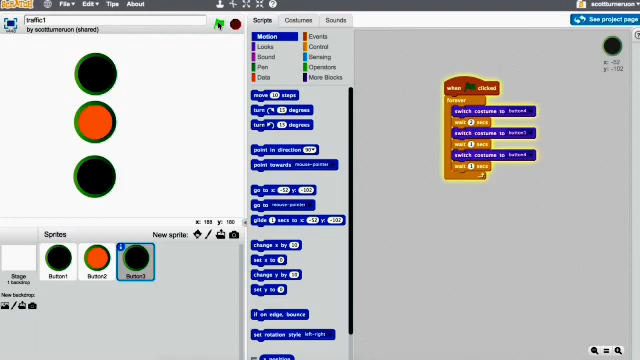 SCRATCH
File
Edit
Tips
About
traffic1
by scottturneruon (shared)
Scripts
Costumes
Sounds
See project page
Motion
Events
Looks
Control
Sound
Sensing
Pen
Operators
Data
More Blocks
move 10 steps
turn 15 degrees
turn 15 degrees
point in direction 90
point towards mouse-pointer
go to x: -52 y: -102
go to mouse-pointer
glide 1 secs to x: -52 y: -102
change x by 10
set x to 0
change y by 10
set y to 0
if on edge, bounce
set rotation style left-right
x position
when clicked
forever
switch costume to button4
wait 2 secs
switch costume to button1
wait 1 secs
switch costume to button4
wait 1 secs
x: -52
y: -102
x: 188 y: 180
Sprites
New sprite:
Stage
1 backdrop
New backdrop:
Button1
Button2
Button3